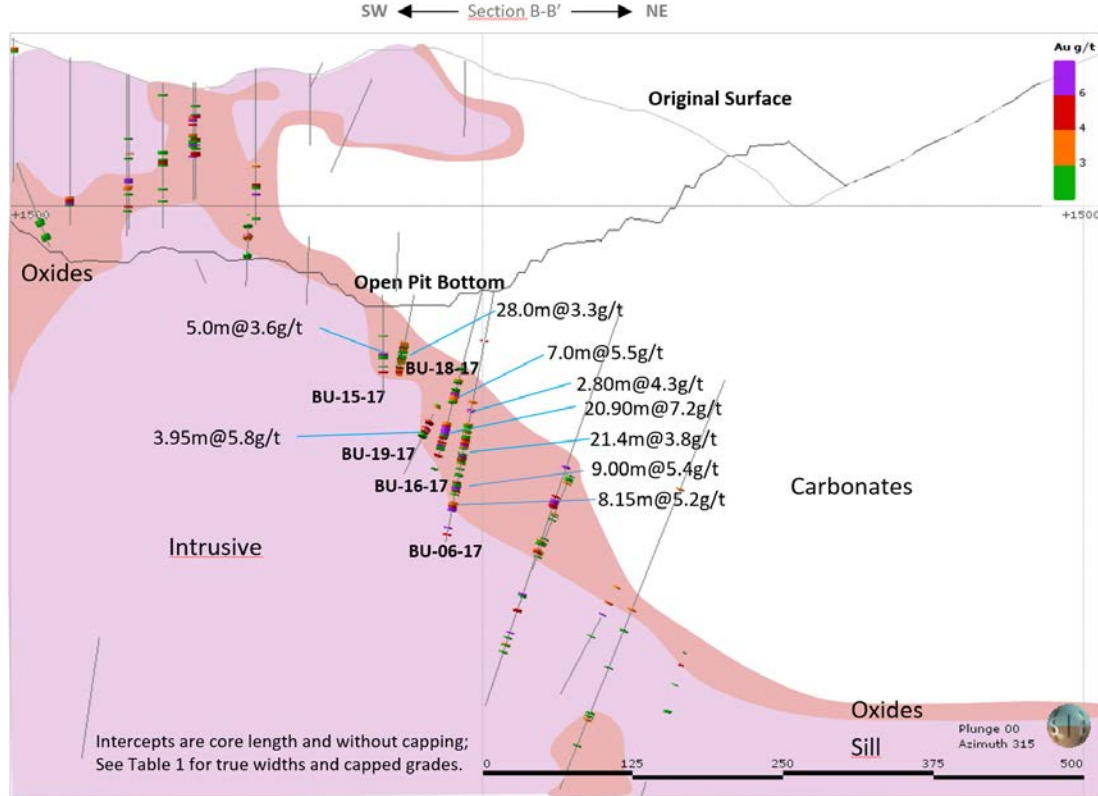 SW Section B-B' NE
Au g/t
6
4
3
Original Surface
+1500 +1500
Oxides
Open Pit Bottom
5.0m@3.6g/t
28.0m@3.3g/t
BU-18-17
7.0m@5.5g/t
BU-15-17
2.80m@4.3g/t
20.90m@7.2g/t
3.95m@5.8g/t
21.4m@3.8g/t
BU-19-17
9.00m@5.4g/t
BU-16-17
Carbonates
8.15m@5.2g/t
Intrusive
BU-06-17
Oxides
Sill
Plunge 00
Azimuth 315
Intercepts are core length and without capping;
See Table 1 for true widths and capped grades.
0 125 250 375 500